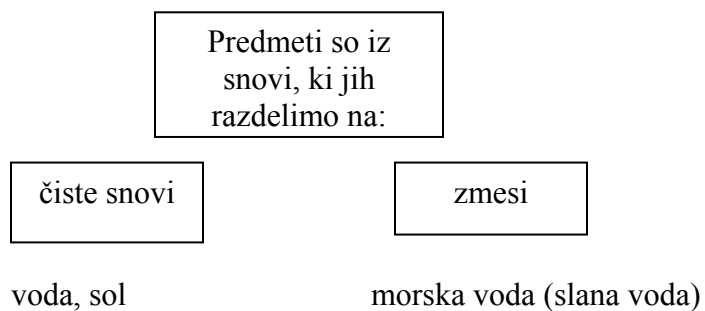 Predmeti so iz
snovi, ki jih
razdelimo na:
čiste snovi
zmesi
voda, sol
morska voda (slana voda)